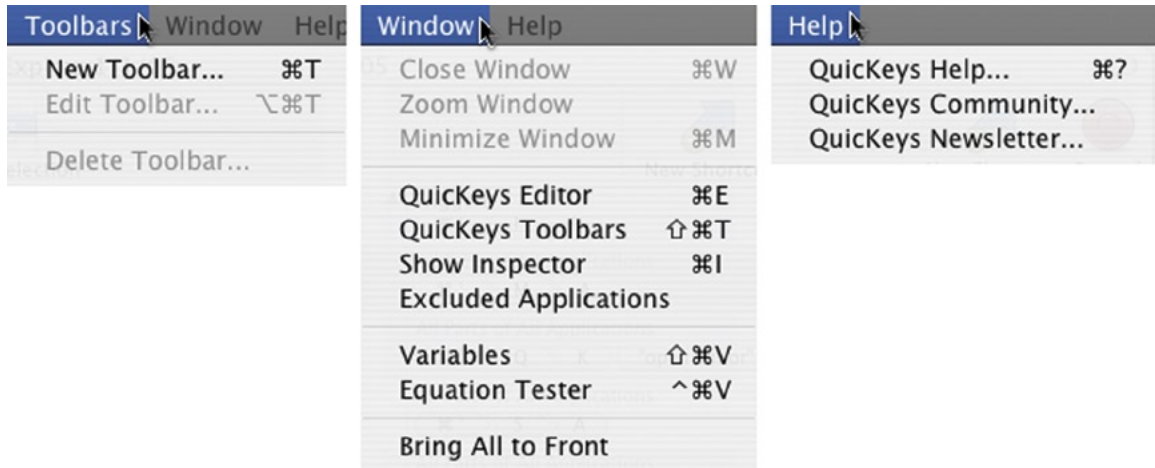 Toolbars Window Help
New Toolbar... ⌘T
Edit Toolbar... ⌥⌘T
Delete Toolbar...
Window Help
Close Window ⌘W
Zoom Window
Minimize Window ⌘M
QuicKeys Editor ⌘E
QuicKeys Toolbars ⇧⌘T
Show Inspector ⌘I
Excluded Applications
Variables ⇧⌘V
Equation Tester ^⌘V
Bring All to Front
Help
QuicKeys Help... ⌘?
QuicKeys Community...
QuicKeys Newsletter...